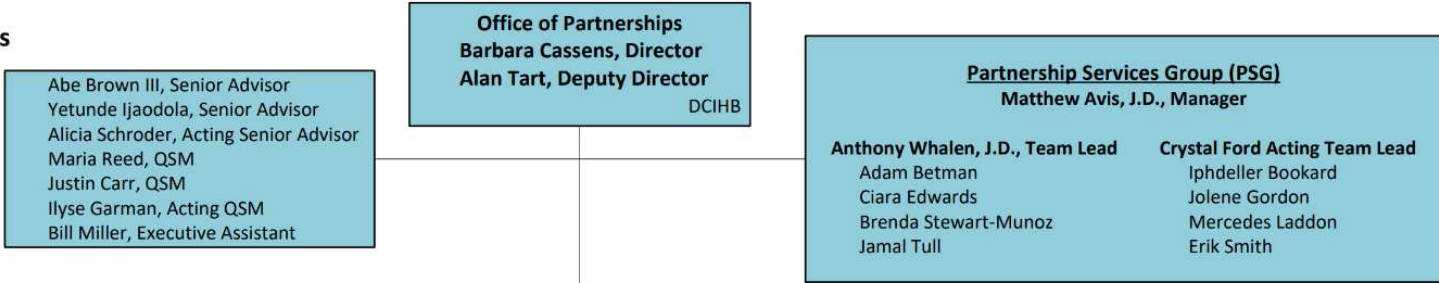 s
Office of Partnerships
Barbara Cassens, Director
Alan Tart, Deputy Director
DCIHB
Abe Brown III, Senior Advisor
Yetunde Ijaodola, Senior Advisor
Alicia Schroder, Acting Senior Advisor
Maria Reed, QSM
Justin Carr, QSM
Ilyse Garman, Acting QSM
Bill Miller, Executive Assistant
Partnership Services Group (PSG)
Matthew Avis, J.D., Manager
Anthony Whalen, J.D., Team Lead
Adam Betman
Ciara Edwards
Brenda Stewart-Munoz
Jamal Tull
Crystal Ford Acting Team Lead
Iphdeller Bookard
Jolene Gordon
Mercedes Laddon
Erik Smith